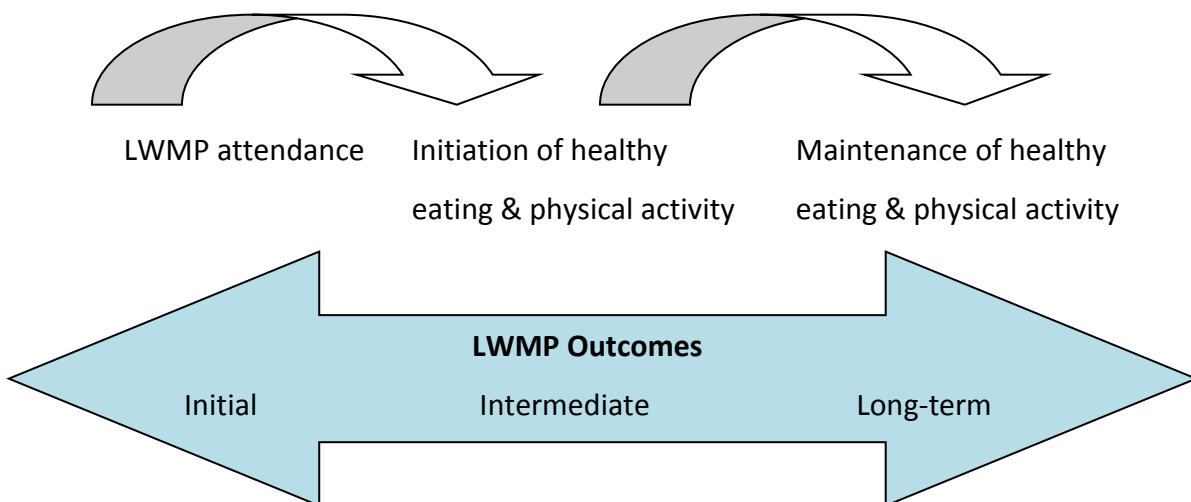 LWMP attendance
Initiation of healthy
eating & physical activity
Maintenance of healthy
eating & physical activity
LWMP Outcomes
Initial
Intermediate
Long-term